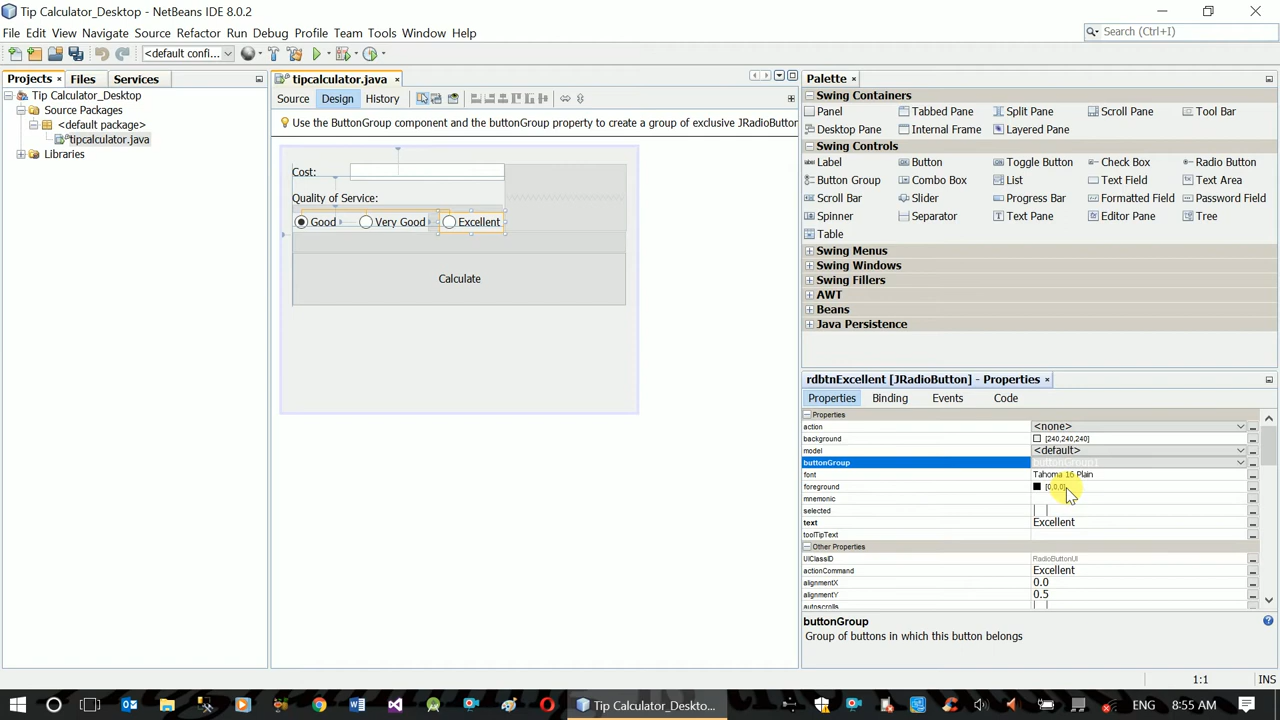 Tip Calculator_Desktop - NetBeans IDE 8.0.2
File Edit View Navigate Source Refactor Run Debug Profile Team Tools Window Help
Search (Ctrl+I)
<default confi...
Projects Files Services
Tip Calculator_Desktop
Source Packages
<default package>
tipcalculator.java
Libraries
tipcalculator.java
Source Design History
Use the ButtonGroup component and the buttonGroup property to create a group of exclusive JRadioButton
Cost:
Quality of Service:
Good Very Good Excellent
Calculate
Palette
Swing Containers
Panel Tabbed Pane Split Pane Scroll Pane Tool Bar
Desktop Pane Internal Frame Layered Pane
Swing Controls
Label Button Toggle Button Check Box Radio Button
Button Group Combo Box List Text Field Text Area
Scroll Bar Slider Progress Bar Formatted Field Password Field
Spinner Separator Text Pane Editor Pane Tree
Table
Swing Menus
Swing Windows
Swing Fillers
AWT
Beans
Java Persistence
rdbtnExcellent [JRadioButton] - Properties
Properties Binding Events Code
Properties
action <none>
background [240,240,240]
model <default>
buttonGroup buttonGroup1
font Tahoma 16 Plain
foreground [0,0,0]
mnemonic
selected
text Excellent
toolTipText
Other Properties
UIClassID RadioButtonUI
actionCommand Excellent
alignmentX 0.0
alignmentY 0.5
autoscrolls
buttonGroup
Group of buttons in which this button belongs
1:1 INS
Tip Calculator_Deskto...
ENG 8:55 AM